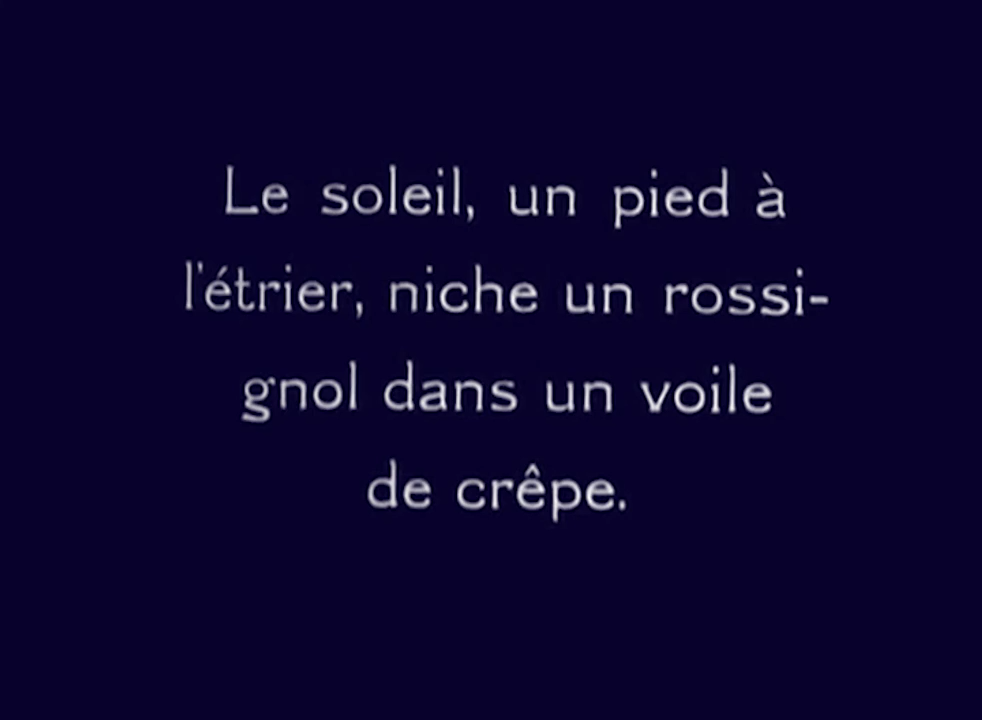 Le soleil, un pied à
l'étrier, niche un rossi-
gnol dans un voile
de crêpe.